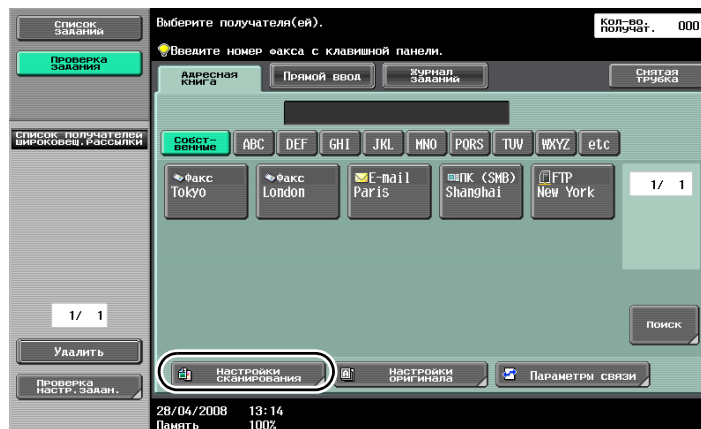 Список
заданий
Проверка
задания
Список получателей
широковещ.рассылки
1/ 1
Удалить
Проверка
настр.задан.
Выберите получателя(ей).
Кол-во.
получат. 000
Введите номер факса с клавишной панели.
Адресная
книга
Прямой ввод
Журнал
заданий
Снятая
трубка
Собст-
венные
ABC
DEF
GHI
JKL
MNO
PQRS
TUV
WXYZ
etc
Факс
Tokyo
Факс
London
E-mail
Paris
ПК (SMB)
Shanghai
FTP
New York
1/ 1
Поиск
Настройки
сканирования
Настройки
оригинала
Параметры связи
28/04/2008 13:14
Память 100%